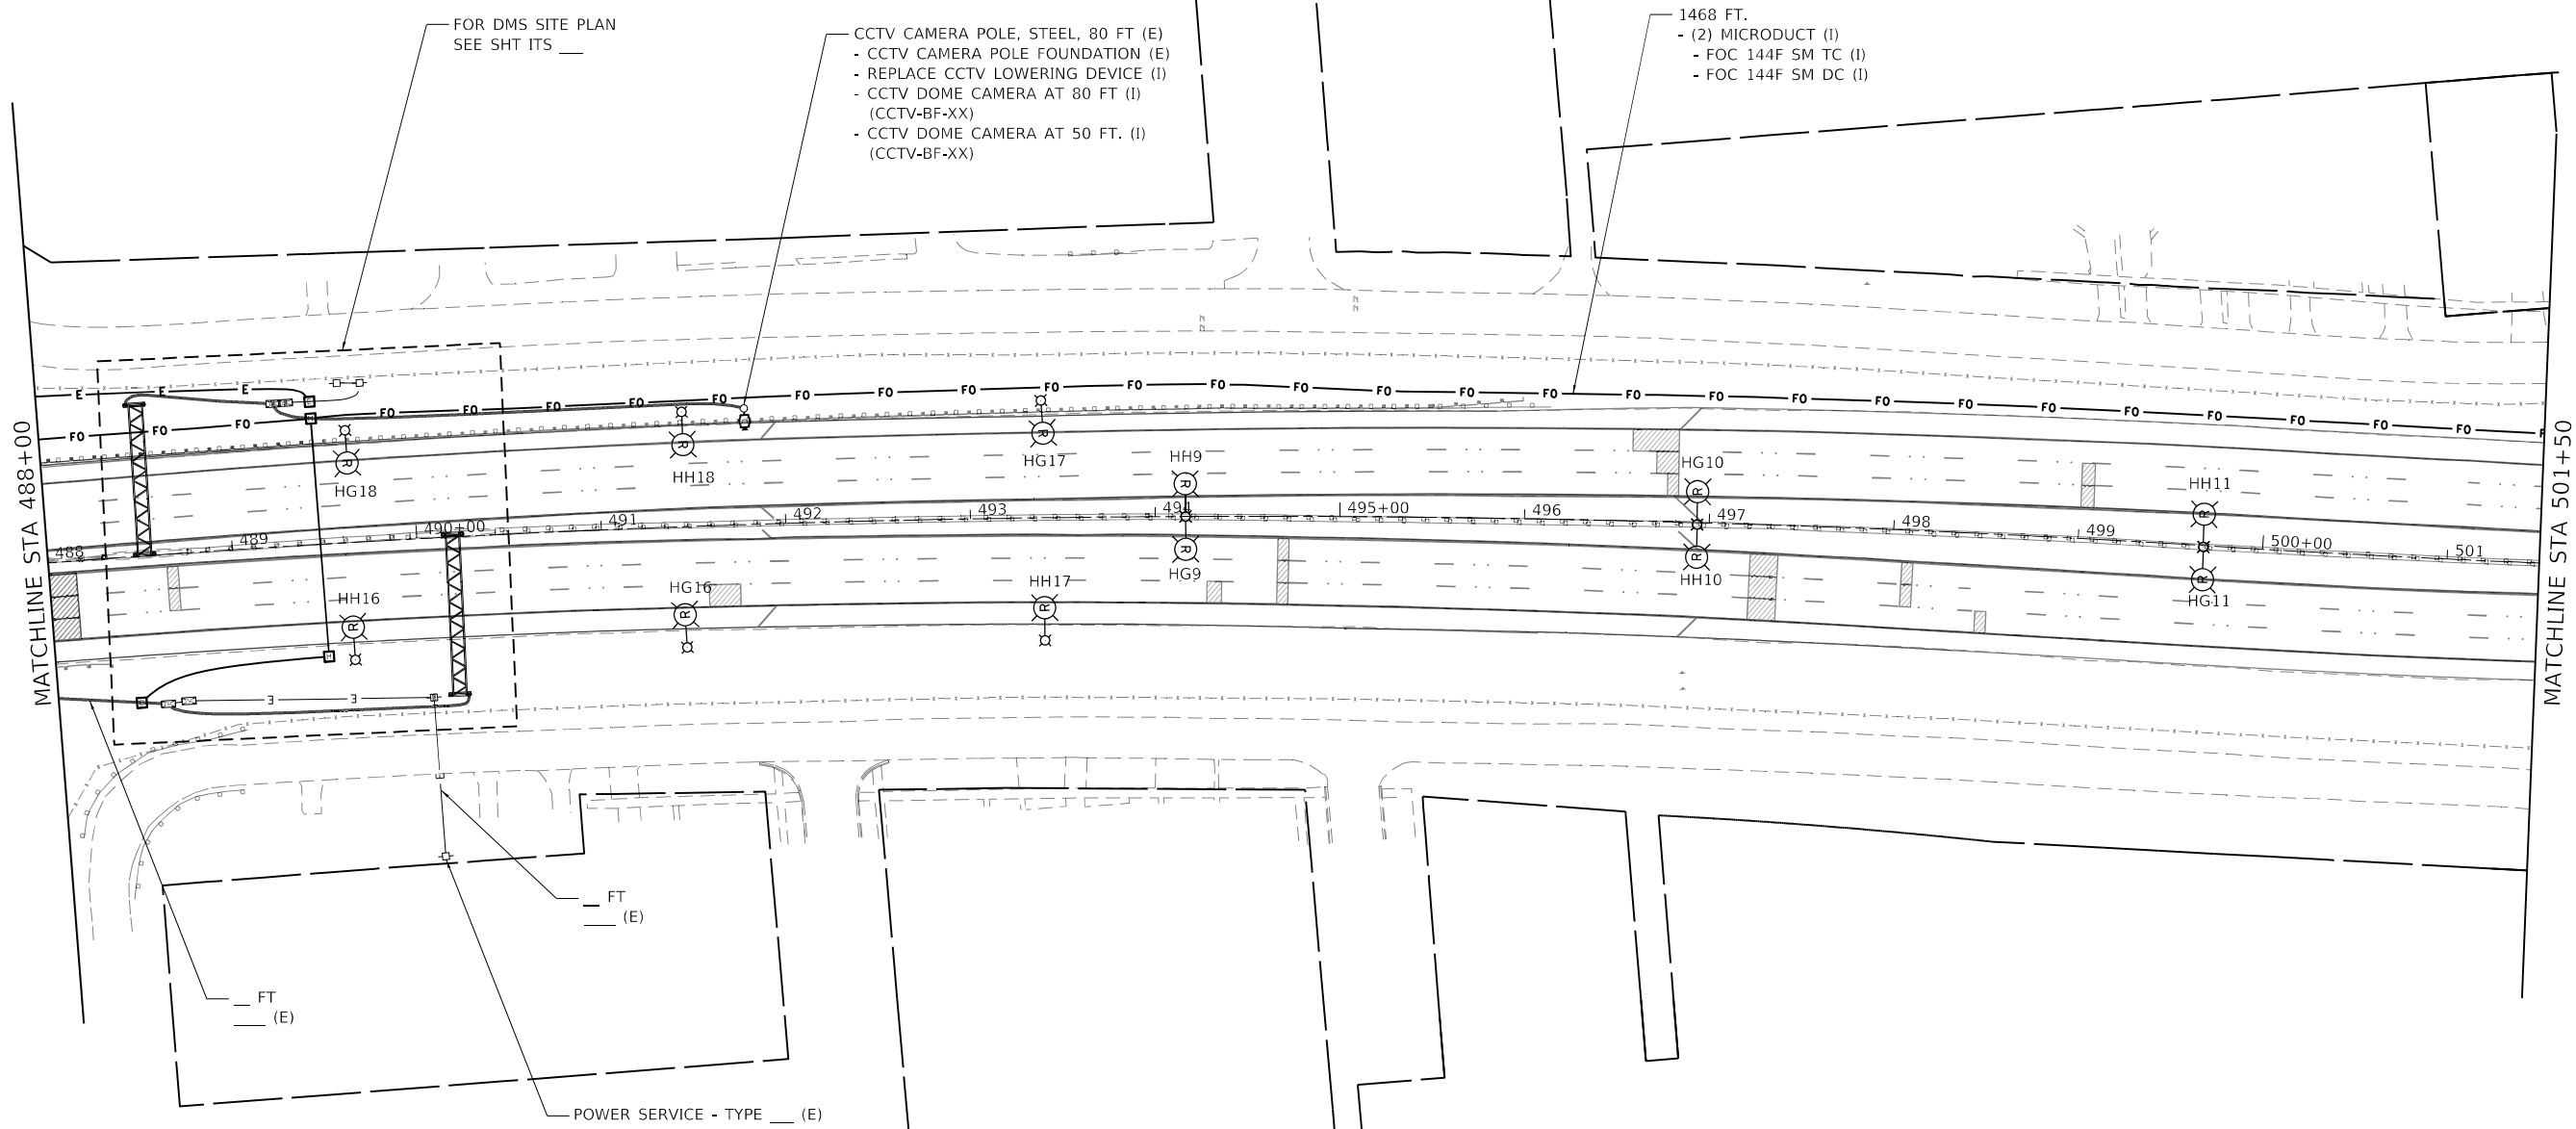 FOR DMS SITE PLAN
SEE SHT ITS ___
CCTV CAMERA POLE, STEEL, 80 FT (E)
- CCTV CAMERA POLE FOUNDATION (E)
- REPLACE CCTV LOWERING DEVICE (I)
- CCTV DOME CAMERA AT 80 FT (I)
(CCTV-BF-XX)
- CCTV DOME CAMERA AT 50 FT. (I)
(CCTV-BF-XX)
1468 FT.
- (2) MICRODUCT (I)
- FOC 144F SM TC (I)
- FOC 144F SM DC (I)
E E E
FO FO FO FO FO FO FO FO FO FO FO FO FO FO FO FO FO FO FO FO FO FO FO FO FO FO FO FO FO
MATCHLINE STA 488+00
MATCHLINE STA 501+50
R R R R R R R
HG18 HH18 HG17 HH9 HG10 HH11
488 489 490+00 491 492 493 494 495+00 496 497 498 499 500+00 501
HH16 HG16 HH17 HG9 HH10 HG11
R R R R R R
E E
__ FT
___ (E)
__ FT
___ (E)
POWER SERVICE - TYPE ___ (E)